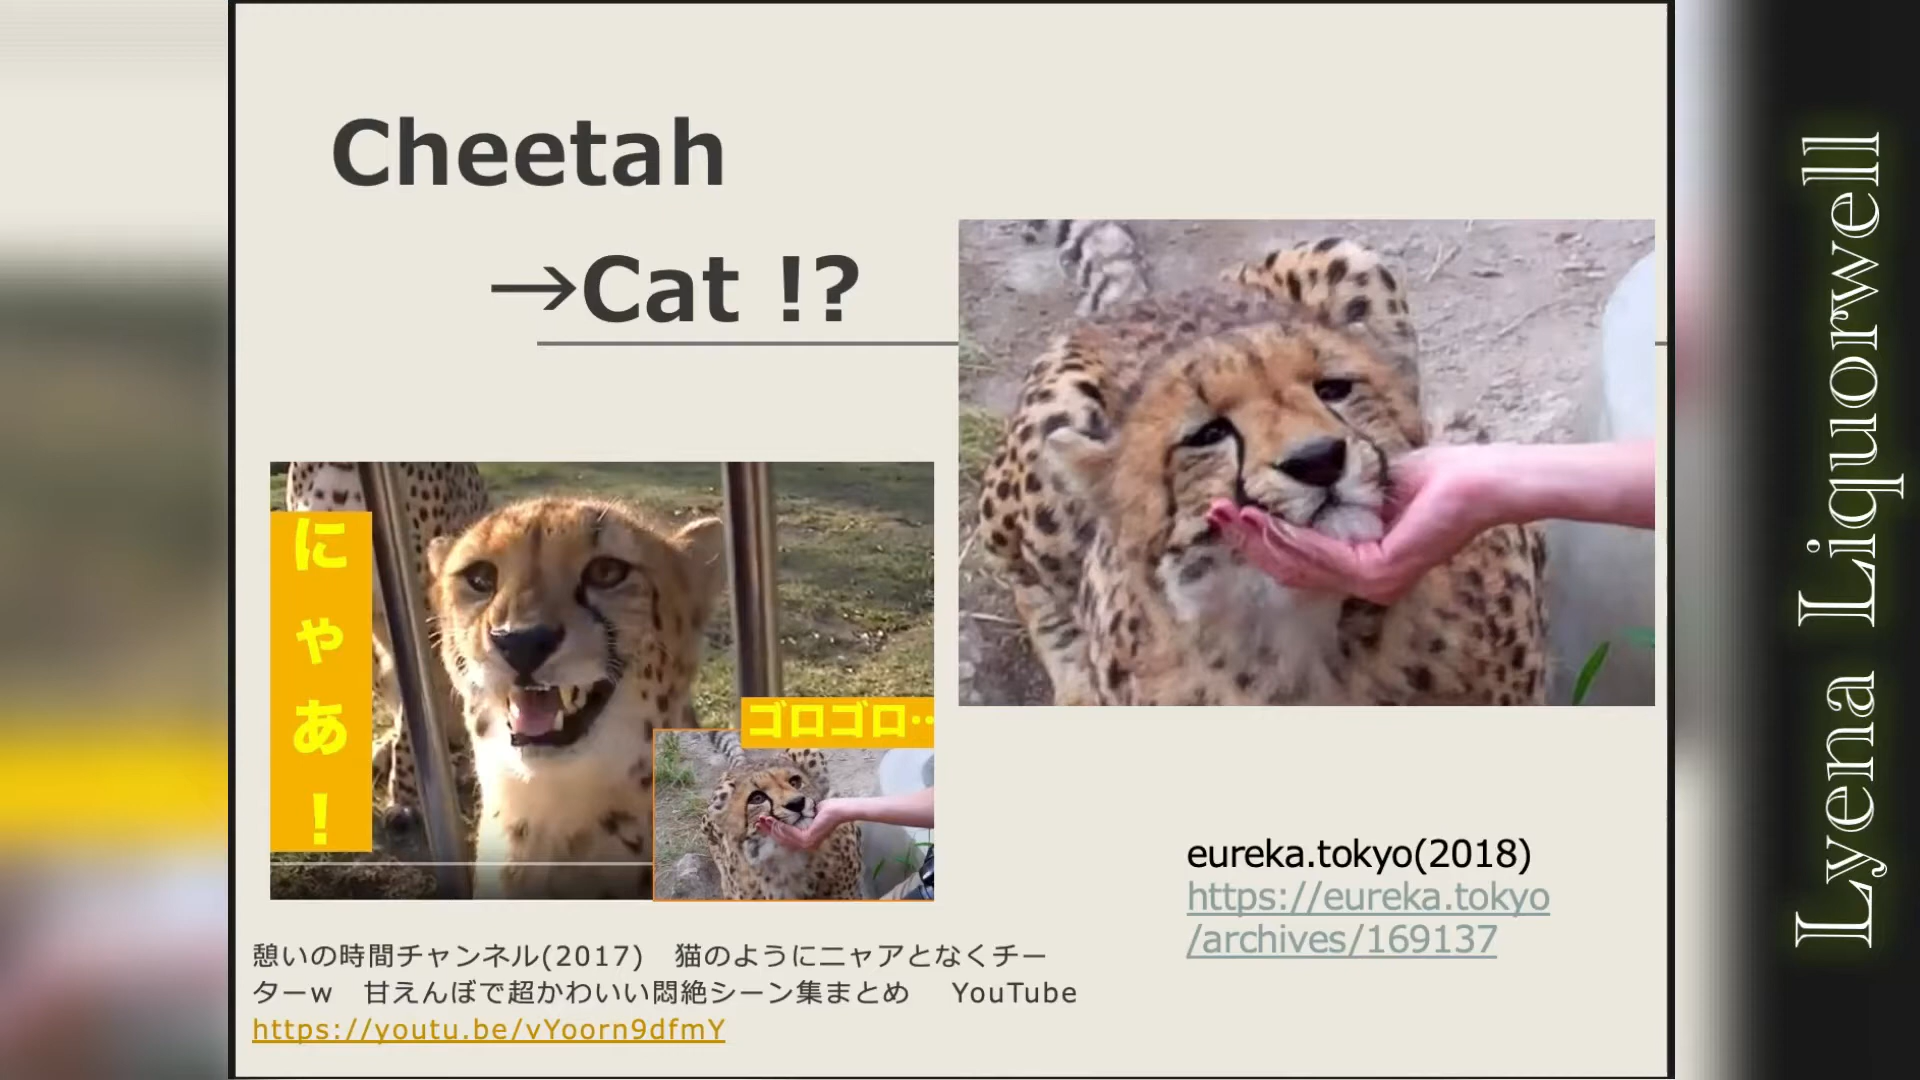 Cheetah
→Cat !?
にゃあ！
ゴロゴロ…
eureka.tokyo(2018)
https://eureka.tokyo
/archives/169137
憩いの時間チャンネル(2017)　猫のようにニャアとなくチー
ターw　甘えんぼで超かわいい悶絶シーン集まとめ　YouTube
https://youtu.be/vYoorn9dfmY
Lyena Liquorwell